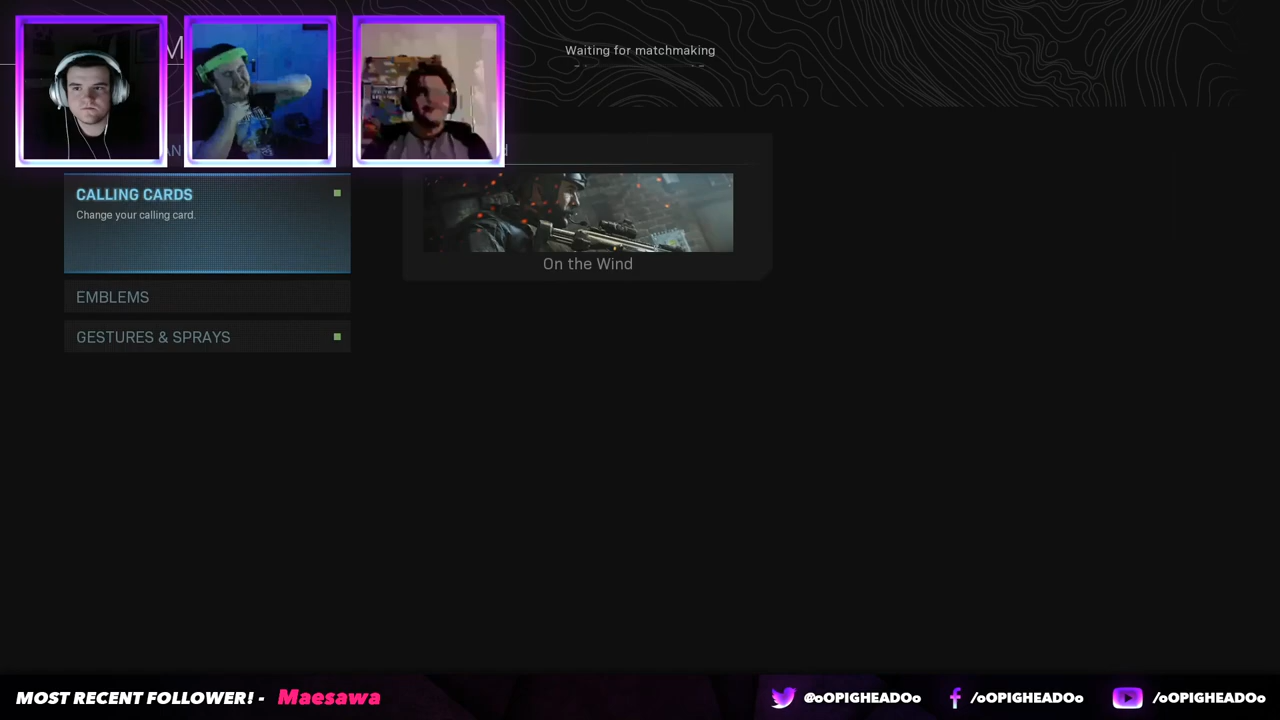 M
Waiting for matchmaking
AN
d
CALLING CARDS
Change your calling card.
On the Wind
EMBLEMS
GESTURES & SPRAYS
MOST RECENT FOLLOWER! - Maesawa
@oOPIGHEADOo
/oOPIGHEADOo
/oOPIGHEADOo